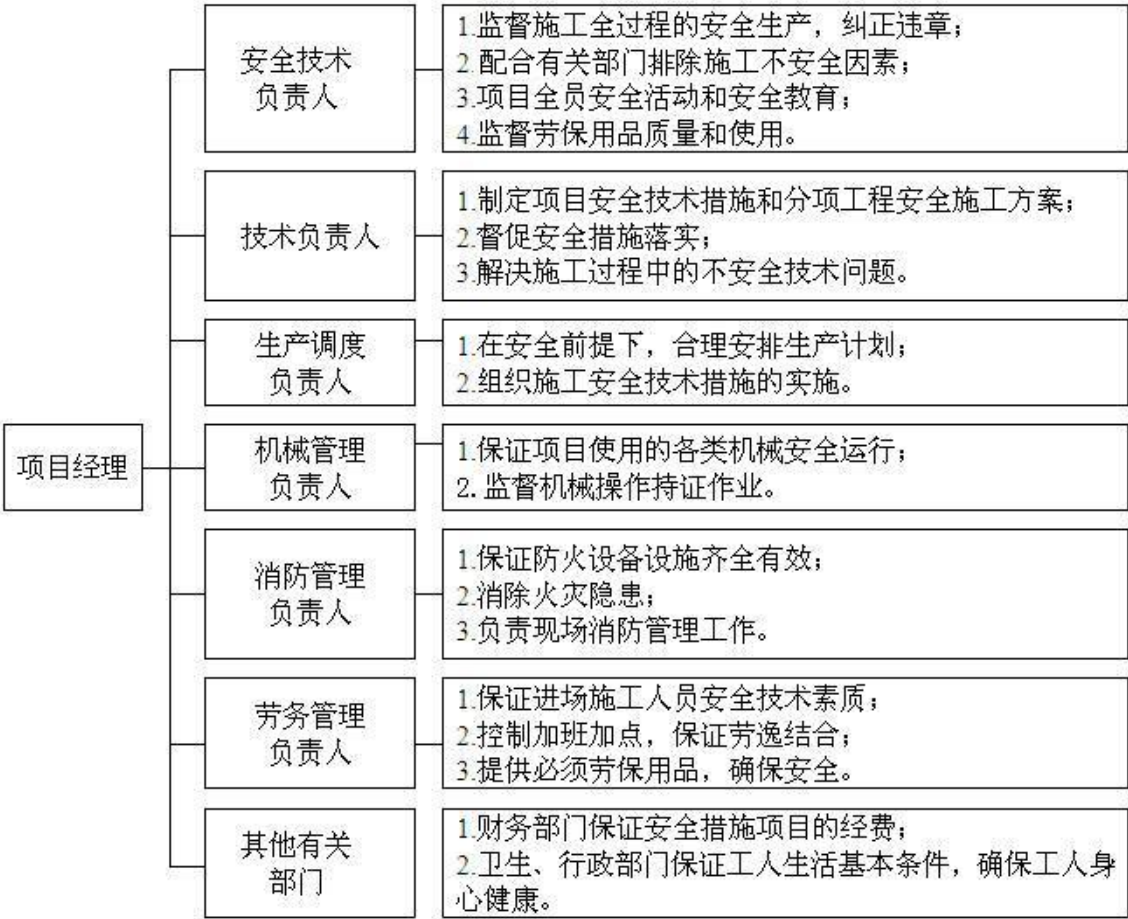 安全技术
负责人
1.监督施工全过程的安全生产，纠正违章；
2.配合有关部门排除施工不安全因素；
3.项目全员安全活动和安全教育；
4.监督劳保用品质量和使用。
技术负责人
1.制定项目安全技术措施和分项工程安全施工方案；
2.督促安全措施落实；
3.解决施工过程中的不安全技术问题。
生产调度
负责人
1.在安全前提下，合理安排生产计划；
2.组织施工安全技术措施的实施。
项目经理
机械管理
负责人
1.保证项目使用的各类机械安全运行；
2.监督机械操作持证作业。
消防管理
负责人
1.保证防火设备设施齐全有效；
2.消除火灾隐患；
3.负责现场消防管理工作。
劳务管理
负责人
1.保证进场施工人员安全技术素质；
2.控制加班加点，保证劳逸结合；
3.提供必须劳保用品，确保安全。
其他有关
部门
1.财务部门保证安全措施项目的经费；
2.卫生、行政部门保证工人生活基本条件，确保工人身
心健康。